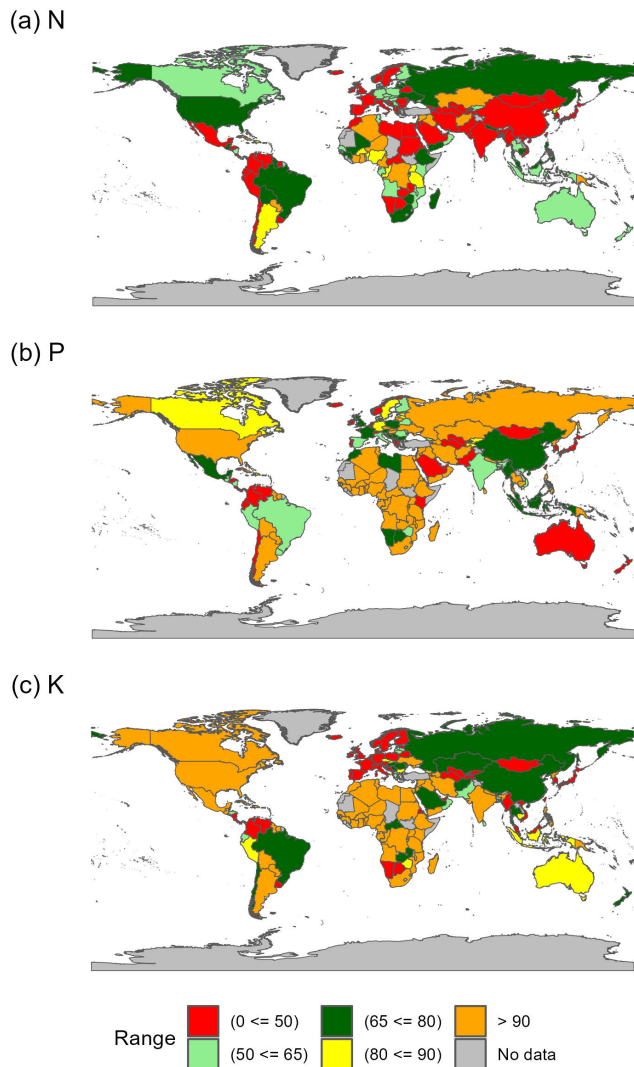 (a) N
(b) P
(c) K
Range
(0 <= 50)
(65 <= 80)
> 90
(50 <= 65)
(80 <= 90)
No data